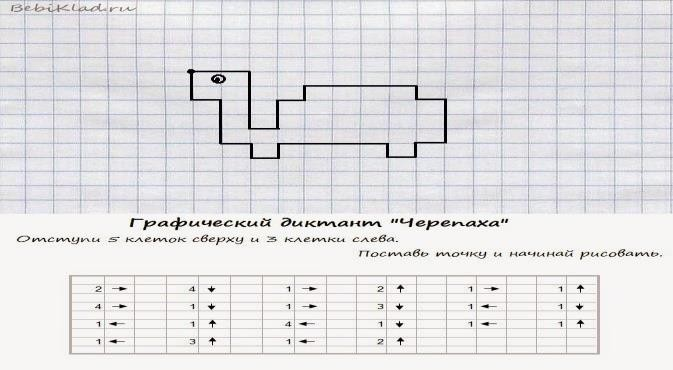 BebiKlad.ru
Графический диктант "Черепаха"
Отступи 5 клеток сверху и 3 клетки слева.
Поставь точку и начинай рисовать.
2 → 4 ↓ 1 → 2 ↑ 1 → 1 ↑
4 → 1 ↓ 1 → 3 ↓ 1 ← 1 ↓
1 ← 1 ↑ 4 ← 1 ↓ 1 ← 1 ↑
1 ← 3 ↑ 1 ← 2 ↑